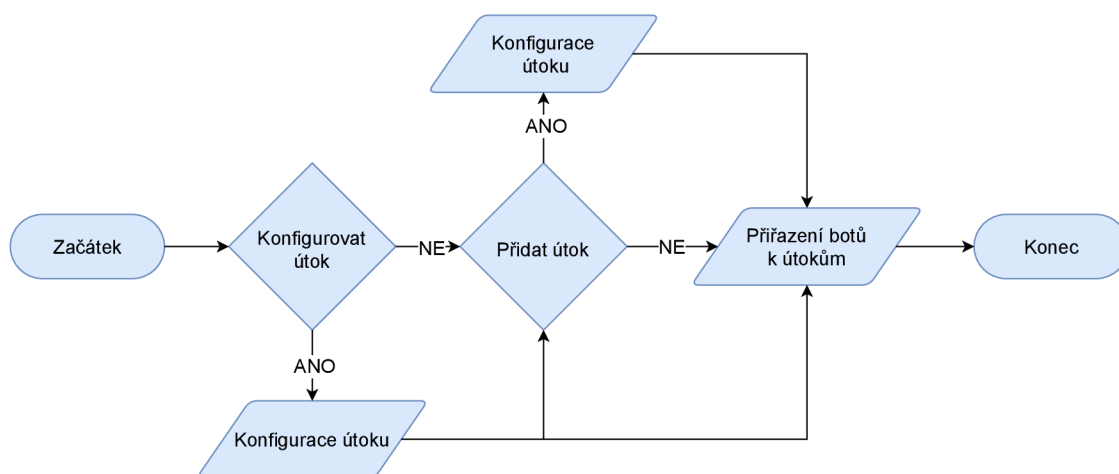 Konfigurace
útoku
ANO
Začátek
Konfigurovat
útok
NE
Přidat útok
NE
Přiřazení botů
k útokům
Konec
ANO
Konfigurace útoku